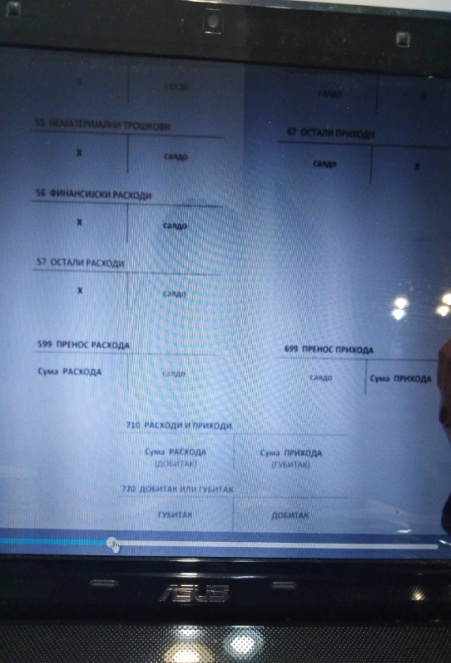 салдо
55 НЕМАТЕРИЈАЛНИ ТРОШКОВИ
67 ОСТАЛИ ПРИХОДИ
X салдо
салдо X
56 ФИНАНСИЈСКИ РАСХОДИ
X салдо
57 ОСТАЛИ РАСХОДИ
X салдо
599 ПРЕНОС РАСХОДА
699 ПРЕНОС ПРИХОДА
Сума РАСХОДА салдо
салдо Сума ПРИХОДА
710 РАСХОДИ И ПРИХОДИ
Сума РАСХОДА Сума ПРИХОДА
(ДОБИТАК) (ГУБИТАК)
720 ДОБИТАК ИЛИ ГУБИТАК
ГУБИТАК ДОБИТАК
ASUS